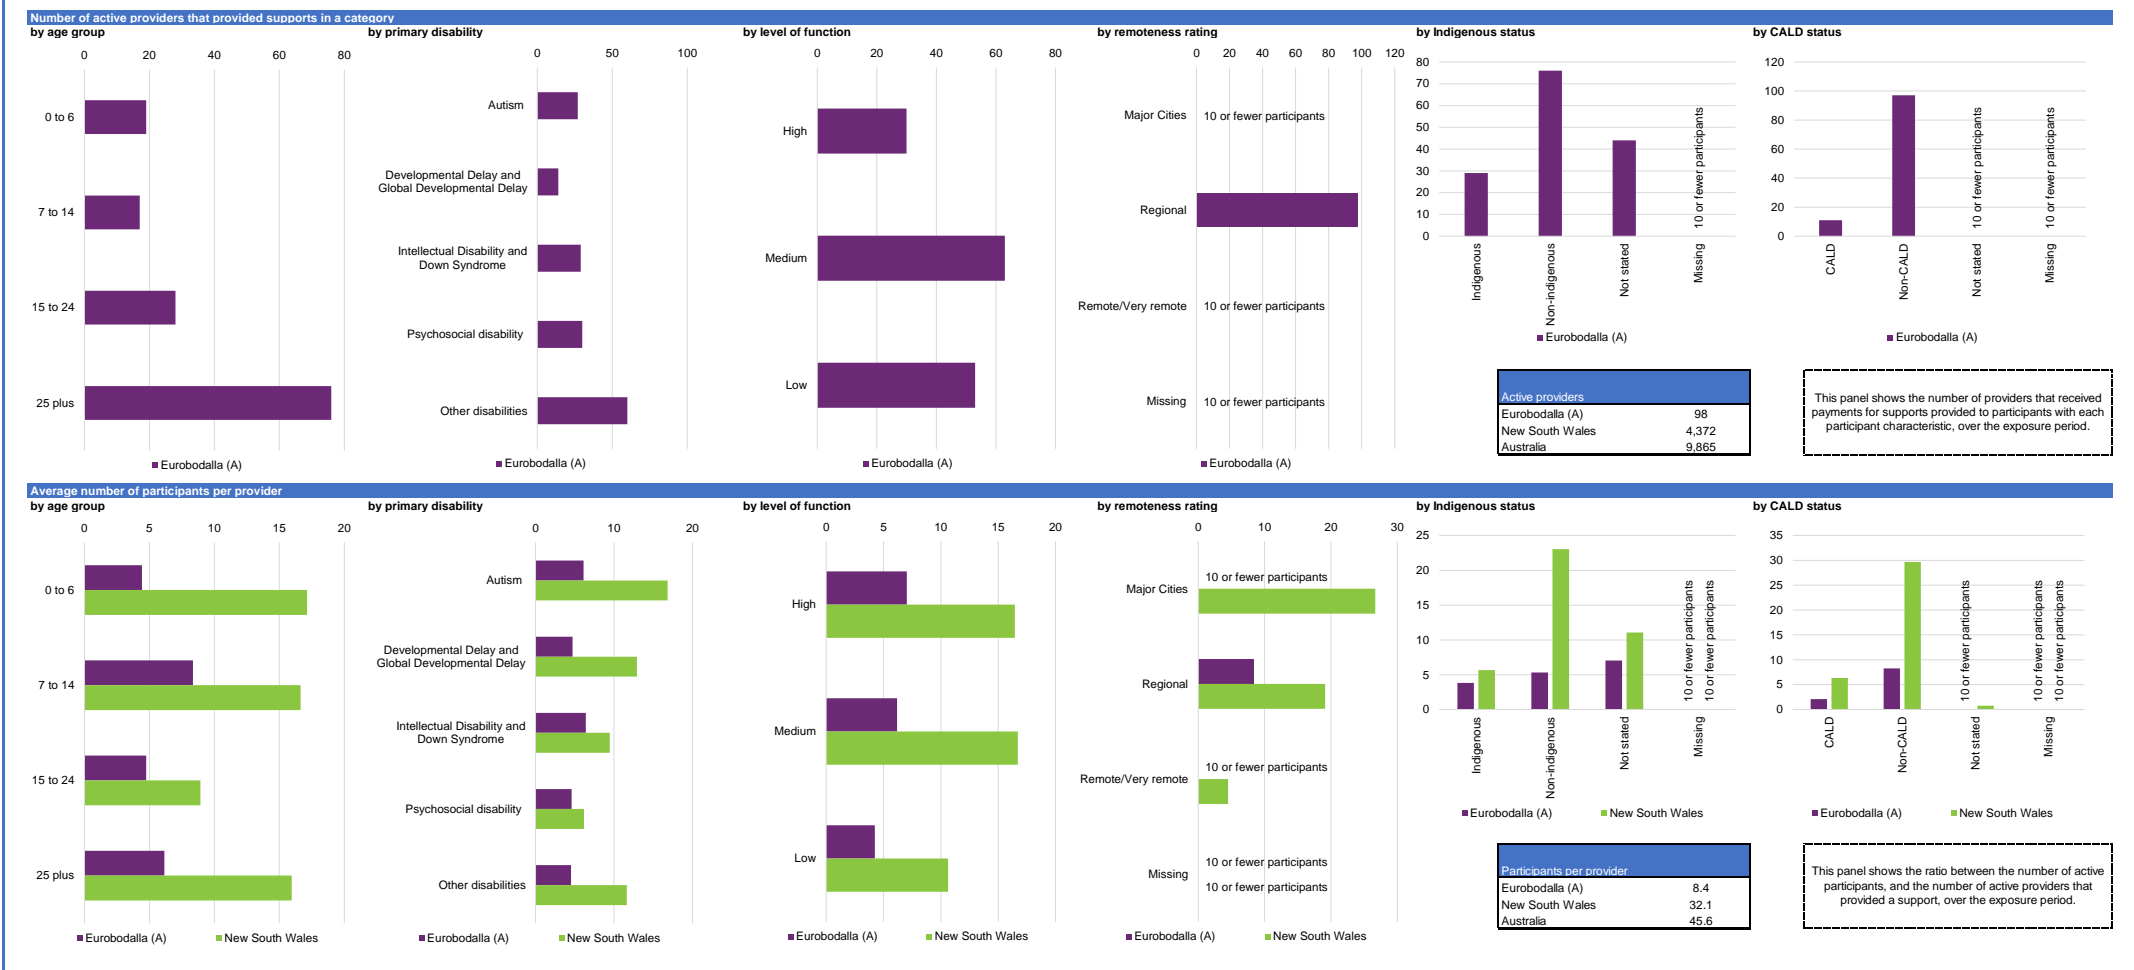 Number of active providers that provided supports in a category
by age group
0 20 40 60 80
0 to 6
7 to 14
15 to 24
25 plus
Eurobodalla (A)
by primary disability
0 50 100
Autism
Developmental Delay and
Global Developmental Delay
Intellectual Disability and
Down Syndrome
Psychosocial disability
Other disabilities
Eurobodalla (A)
by level of function
0 20 40 60 80
High
Medium
Low
Eurobodalla (A)
by remoteness rating
0 20 40 60 80 100 120
Major Cities 10 or fewer participants
Regional
Remote/Very remote 10 or fewer participants
Missing 10 or fewer participants
Eurobodalla (A)
by Indigenous status
80
70
60
50
40
30
20
10
0
Indigenous
Non-indigenous
Not stated
Missing
10 or fewer participants
Eurobodalla (A)
by CALD status
120
100
80
60
40
20
0
CALD
Non-CALD
Not stated
Missing
10 or fewer participants
10 or fewer participants
Eurobodalla (A)
Active providers
Eurobodalla (A) 98
New South Wales 4,372
Australia 9,865
This panel shows the number of providers that received
payments for supports provided to participants with each
participant characteristic, over the exposure period.
Average number of participants per provider
by age group
0 5 10 15 20
0 to 6
7 to 14
15 to 24
25 plus
Eurobodalla (A) New South Wales
by primary disability
0 10 20
Autism
Developmental Delay and
Global Developmental Delay
Intellectual Disability and
Down Syndrome
Psychosocial disability
Other disabilities
Eurobodalla (A) New South Wales
by level of function
0 5 10 15 20
High
Medium
Low
Eurobodalla (A) New South Wales
by remoteness rating
0 10 20 30
Major Cities
10 or fewer participants
Regional
Remote/Very remote
10 or fewer participants
Missing
10 or fewer participants
10 or fewer participants
Eurobodalla (A) New South Wales
by Indigenous status
25
20
15
10
5
0
Indigenous
Non-indigenous
Not stated
Missing
10 or fewer participants
10 or fewer participants
Eurobodalla (A) New South Wales
by CALD status
35
30
25
20
15
10
5
0
CALD
Non-CALD
Not stated
Missing
10 or fewer participants
10 or fewer participants
10 or fewer participants
Eurobodalla (A) New South Wales
Participants per provider
Eurobodalla (A) 8.4
New South Wales 32.1
Australia 45.6
This panel shows the ratio between the number of active
participants, and the number of active providers that
provided a support, over the exposure period.